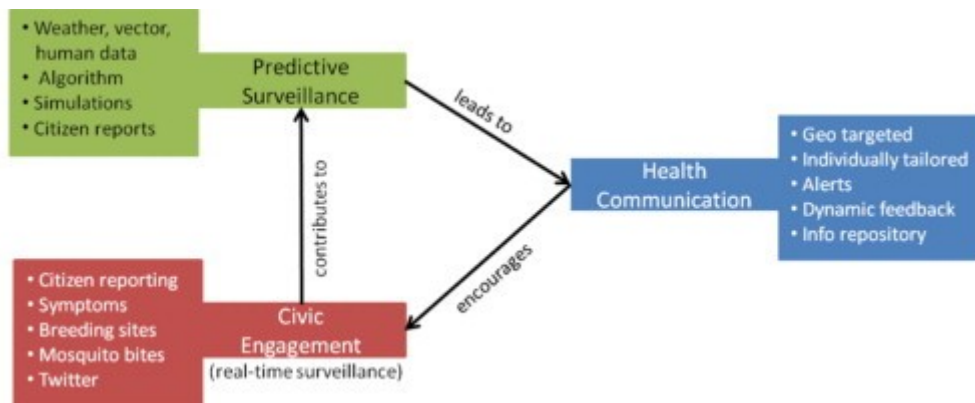 • Weather, vector,
human data
• Algorithm
• Simulations
• Citizen reports
Predictive
Surveillance
leads to
Health
Communication
• Geo targeted
• Individually tailored
• Alerts
• Dynamic feedback
• Info repository
encourages
contributes to
• Citizen reporting
• Symptoms
• Breeding sites
• Mosquito bites
• Twitter
Civic
Engagement
(real-time surveillance)